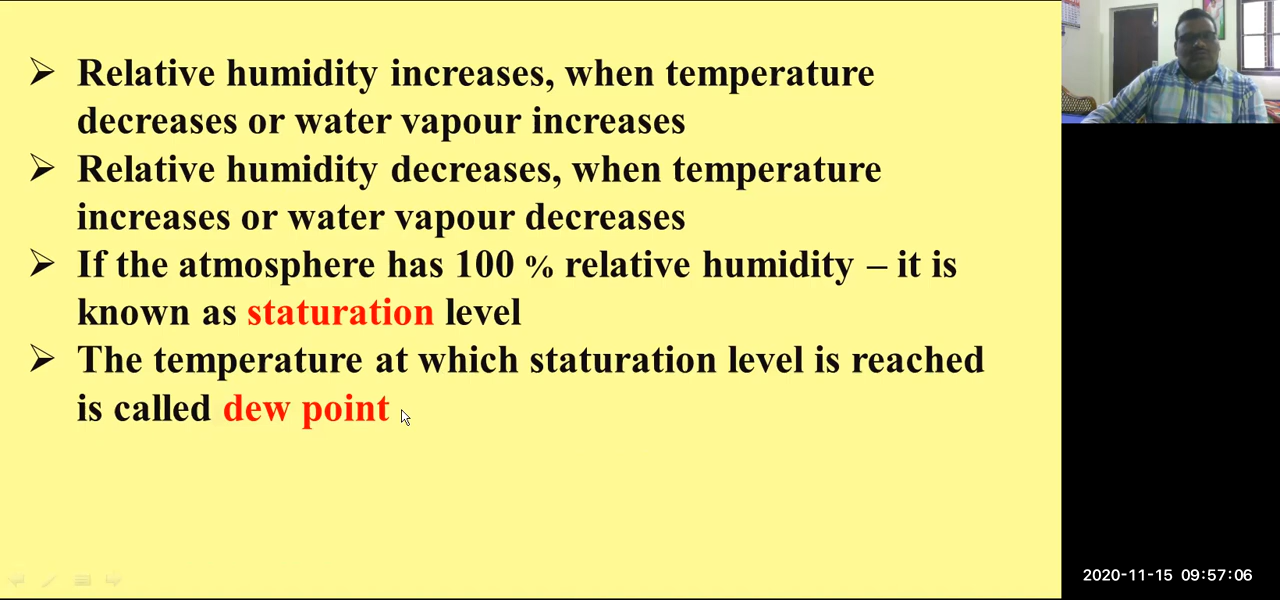 ➢ Relative humidity increases, when temperature
decreases or water vapour increases
➢ Relative humidity decreases, when temperature
increases or water vapour decreases
➢ If the atmosphere has 100 % relative humidity – it is
known as staturation level
➢ The temperature at which staturation level is reached
is called dew point
2020-11-15 09:57:06